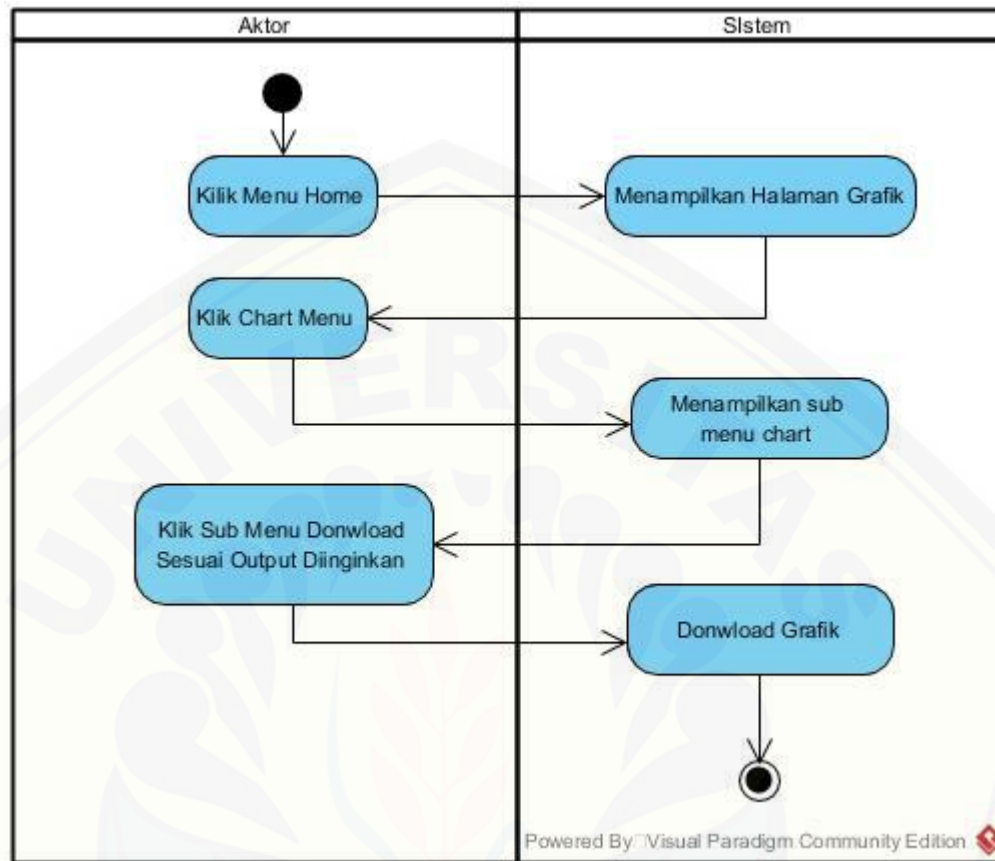 Aktor
SIstem
Kilik Menu Home
Menampilkan Halaman Grafik
Klik Chart Menu
Menampilkan sub
menu chart
Klik Sub Menu Donwload
Sesuai Output Diinginkan
Donwload Grafik
UNIVERSITAS
Powered By Visual Paradigm Community Edition